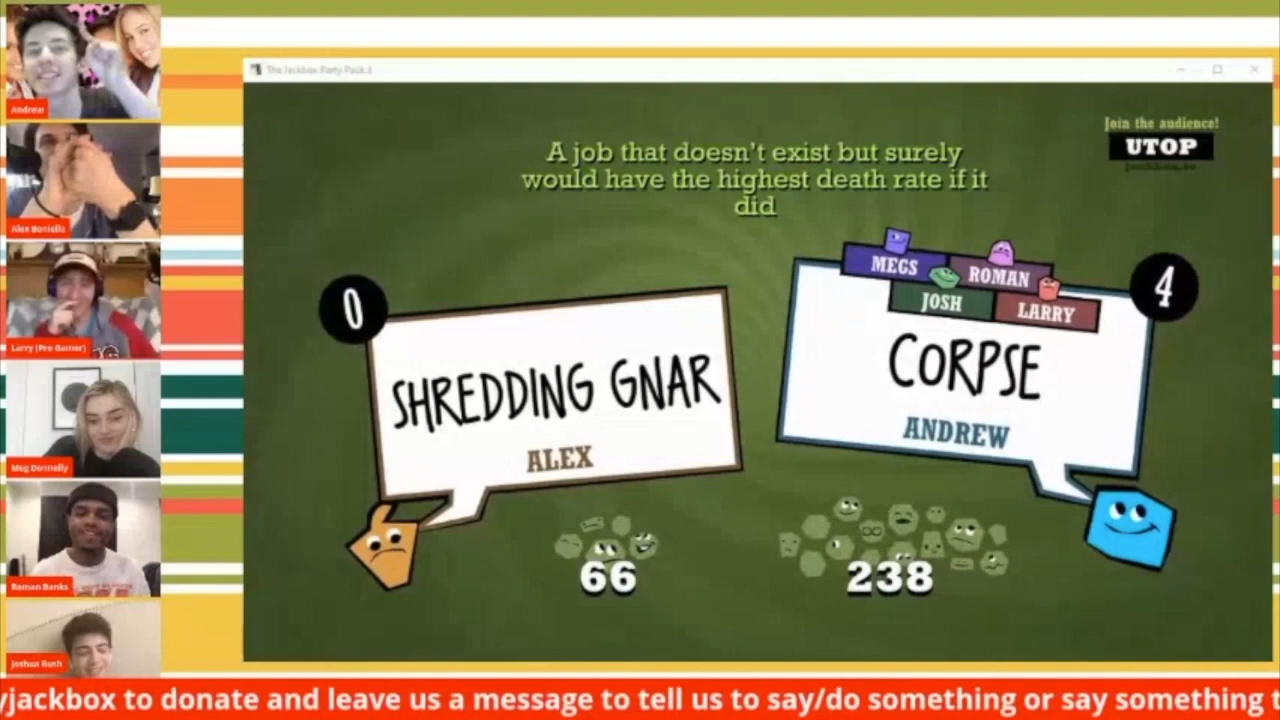 Andrew
Alex Boniello
Larry (Pro Gamer)
Meg Donnelly
Roman Banks
Joshua Rush
The Jackbox Party Pack 3
Join the audience!
UTOP
A job that doesn't exist but surely
would have the highest death rate if it
did
0
SHREDDING GNAR
ALEX
66
MEGS
ROMAN
JOSH
LARRY
4
CORPSE
ANDREW
238
yjackbox to donate and leave us a message to tell us to say/do something or say something t